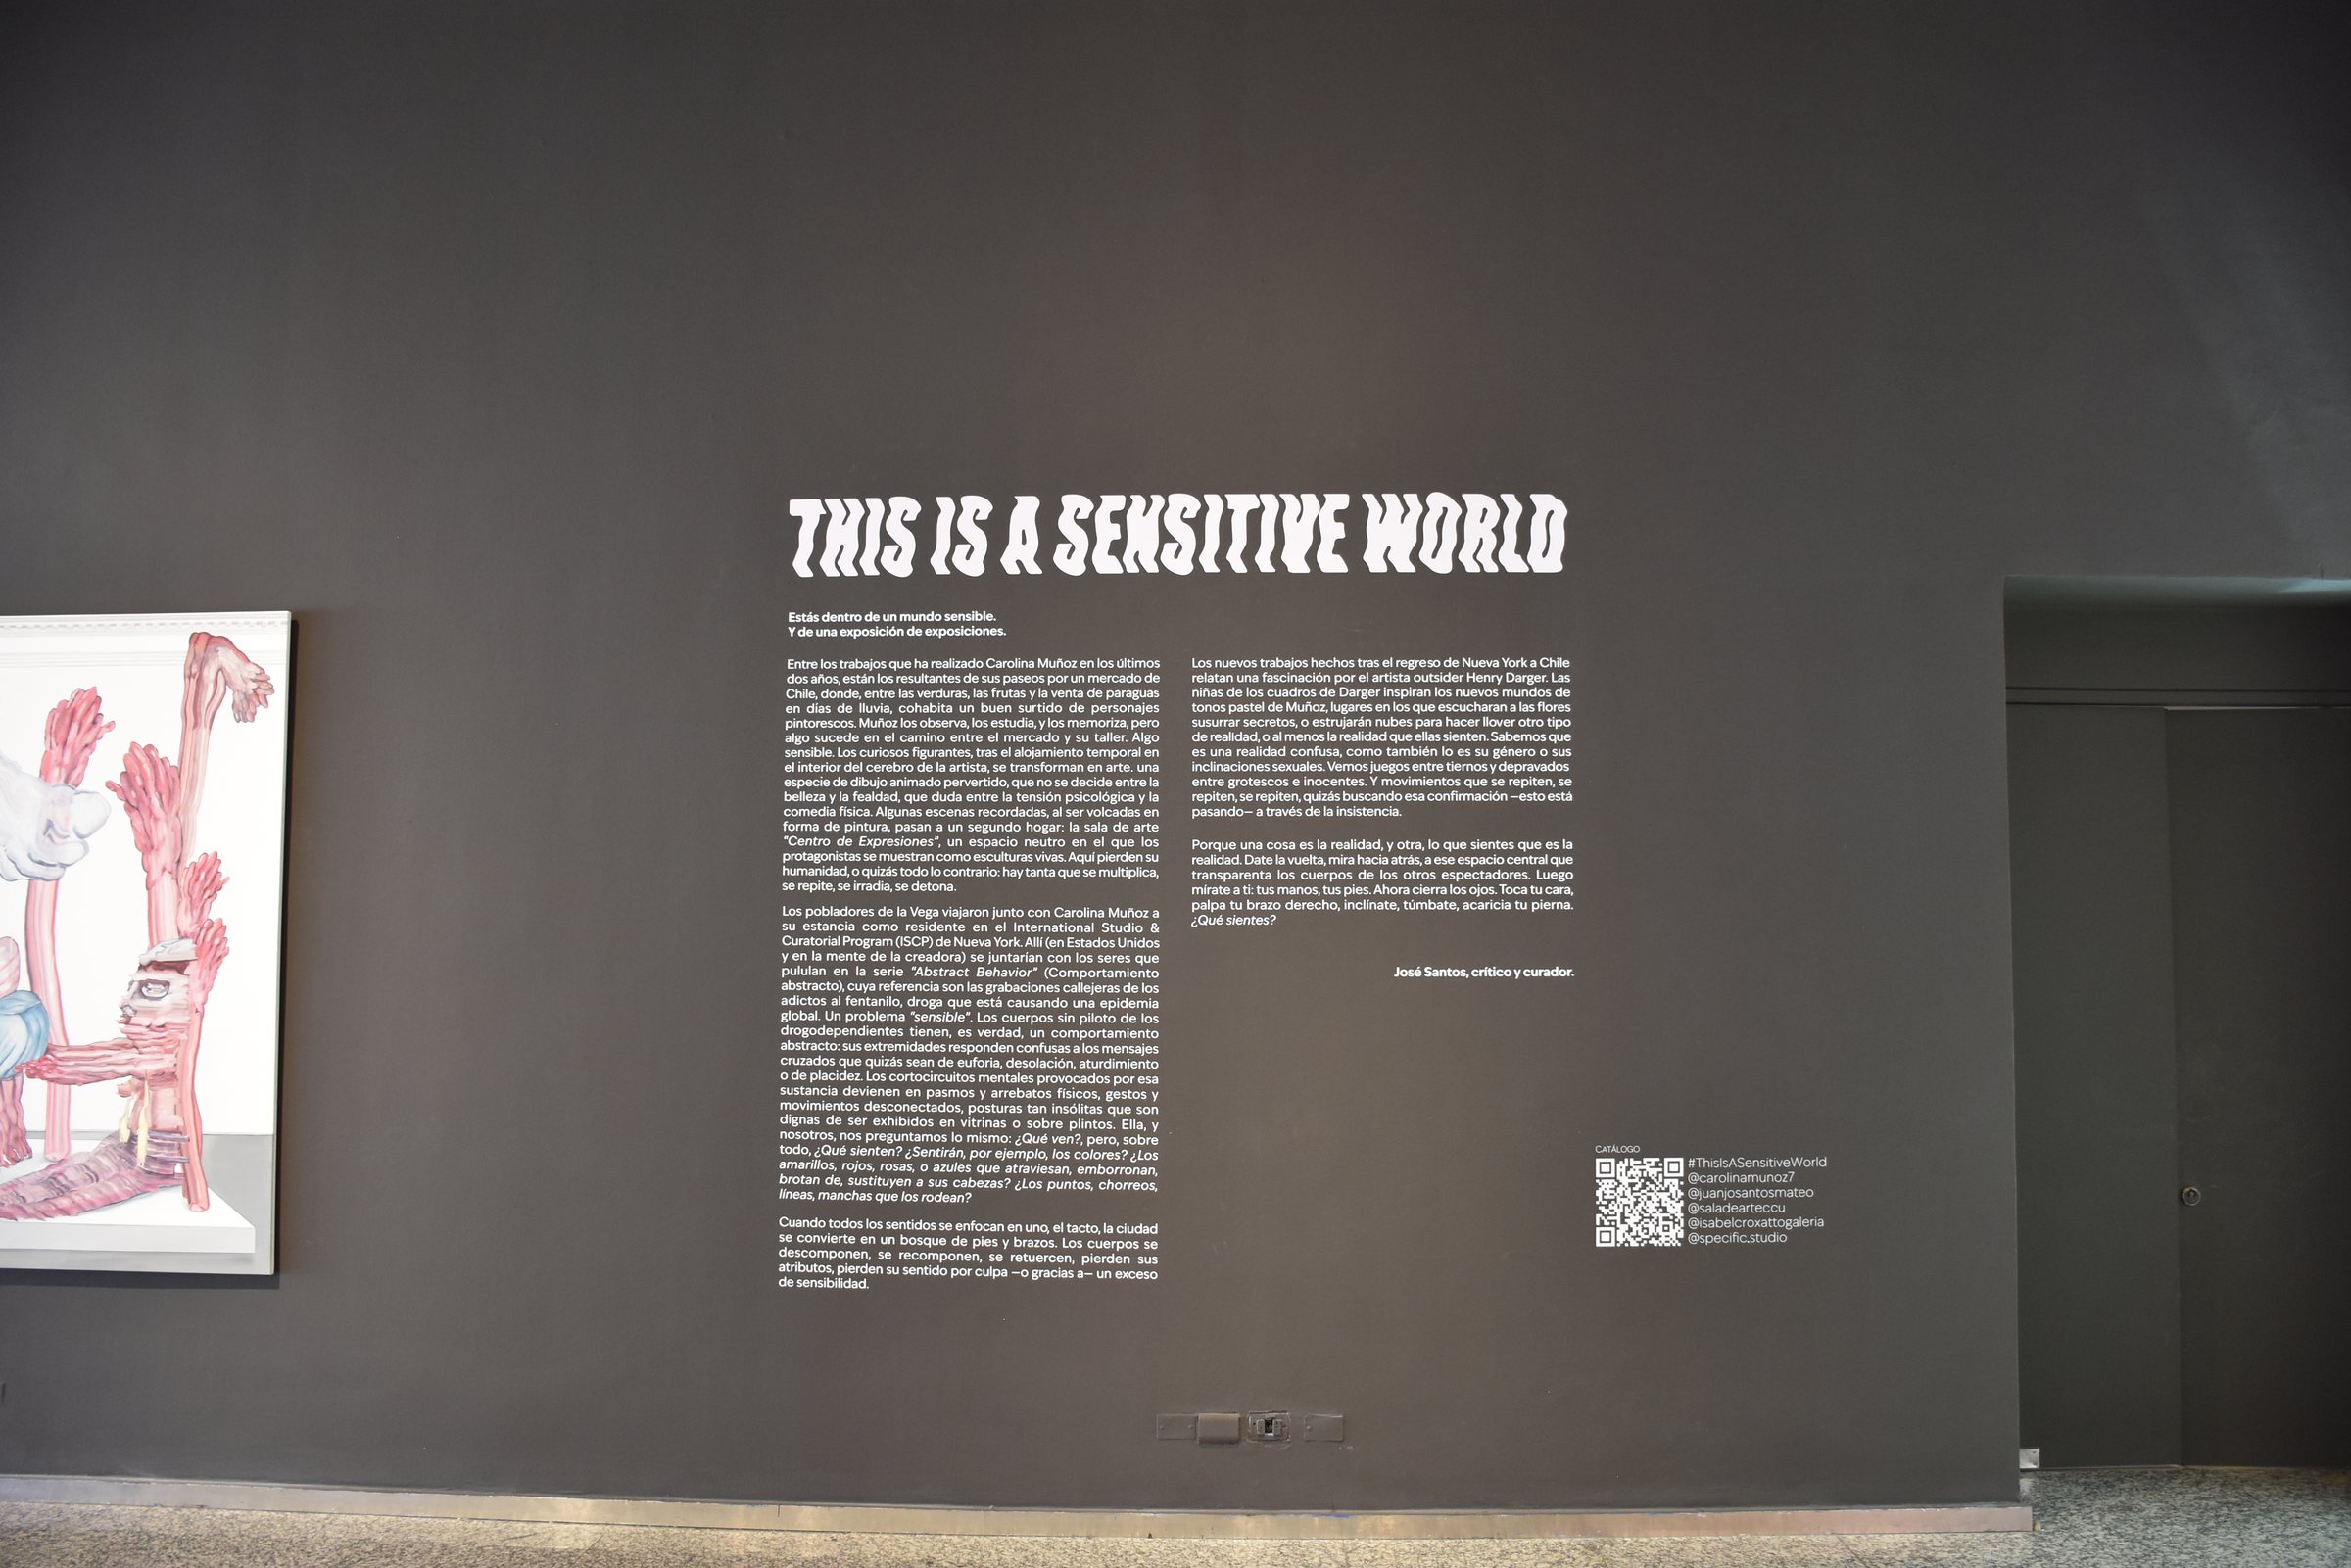 THIS IS A SENSITIVE WORLD
Estás dentro de un mundo sensible.
Y de una exposición de exposiciones.
Entre los trabajos que ha realizado Carolina Muñoz en los últimos
dos años, están los resultantes de sus paseos por un mercado de
Chile, donde, entre las verduras, las frutas y la venta de paraguas
en días de lluvia, cohabita un buen surtido de personajes
pintorescos. Muñoz los observa, los estudia, y los memoriza, pero
algo sucede en el camino entre el mercado y su taller. Algo
sensible. Los curiosos figurantes, tras el alojamiento temporal en
el interior del cerebro de la artista, se transforman en arte. una
especie de dibujo animado pervertido, que no se decide entre la
belleza y la fealdad, que duda entre la tensión psicológica y la
comedia física. Algunas escenas recordadas, al ser volcadas en
forma de pintura, pasan a un segundo hogar: la sala de arte
"Centro de Expresiones", un espacio neutro en el que los
protagonistas se muestran como esculturas vivas. Aquí pierden su
humanidad, o quizás todo lo contrario: hay tanta que se multiplica,
se repite, se irradia, se detona.
Los pobladores de la Vega viajaron junto con Carolina Muñoz a
su estancia como residente en el International Studio &
Curatorial Program (ISCP) de Nueva York. Allí (en Estados Unidos
y en la mente de la creadora) se juntarían con los seres que
pululan en la serie "Abstract Behavior" (Comportamiento
abstracto), cuya referencia son las grabaciones callejeras de los
adictos al fentanilo, droga que está causando una epidemia
global. Un problema "sensible". Los cuerpos sin piloto de los
drogodependientes tienen, es verdad, un comportamiento
abstracto: sus extremidades responden confusas a los mensajes
cruzados que quizás sean de euforia, desolación, aturdimiento
o de placidez. Los cortocircuitos mentales provocados por esa
sustancia devienen en pasmos y arrebatos físicos, gestos y
movimientos desconectados, posturas tan insólitas que son
dignas de ser exhibidos en vitrinas o sobre plintos. Ella, y
nosotros, nos preguntamos lo mismo: ¿Qué ven?, pero, sobre
todo, ¿Qué sienten? ¿Sentirán, por ejemplo, los colores? ¿Los
amarillos, rojos, rosas, o azules que atraviesan, emborronan,
brotan de, sustituyen a sus cabezas? ¿Los puntos, chorreos,
líneas, manchas que los rodean?
Cuando todos los sentidos se enfocan en uno, el tacto, la ciudad
se convierte en un bosque de pies y brazos. Los cuerpos se
descomponen, se recomponen, se retuercen, pierden sus
atributos, pierden su sentido por culpa —o gracias a— un exceso
de sensibilidad.
Los nuevos trabajos hechos tras el regreso de Nueva York a Chile
relatan una fascinación por el artista outsider Henry Darger. Las
niñas de los cuadros de Darger inspiran los nuevos mundos de
tonos pastel de Muñoz, lugares en los que escucharan a las flores
susurrar secretos, o estrujarán nubes para hacer llover otro tipo
de realidad, o al menos la realidad que ellas sienten. Sabemos que
es una realidad confusa, como también lo es su género o sus
inclinaciones sexuales. Vemos juegos entre tiernos y depravados
entre grotescos e inocentes. Y movimientos que se repiten, se
repiten, se repiten, quizás buscando esa confirmación —esto está
pasando— a través de la insistencia.
Porque una cosa es la realidad, y otra, lo que sientes que es la
realidad. Date la vuelta, mira hacia atrás, a ese espacio central que
transparenta los cuerpos de los otros espectadores. Luego
mírate a ti: tus manos, tus pies. Ahora cierra los ojos. Toca tu cara,
palpa tu brazo derecho, inclínate, túmbate, acaricia tu pierna.
¿Qué sientes?
José Santos, crítico y curador.
CATÁLOGO
#ThisIsASensitiveWorld
@carolinamunoz7
@juanjosantosmateo
@saladearteccu
@isabelcroxattogaleria
@specific.studio